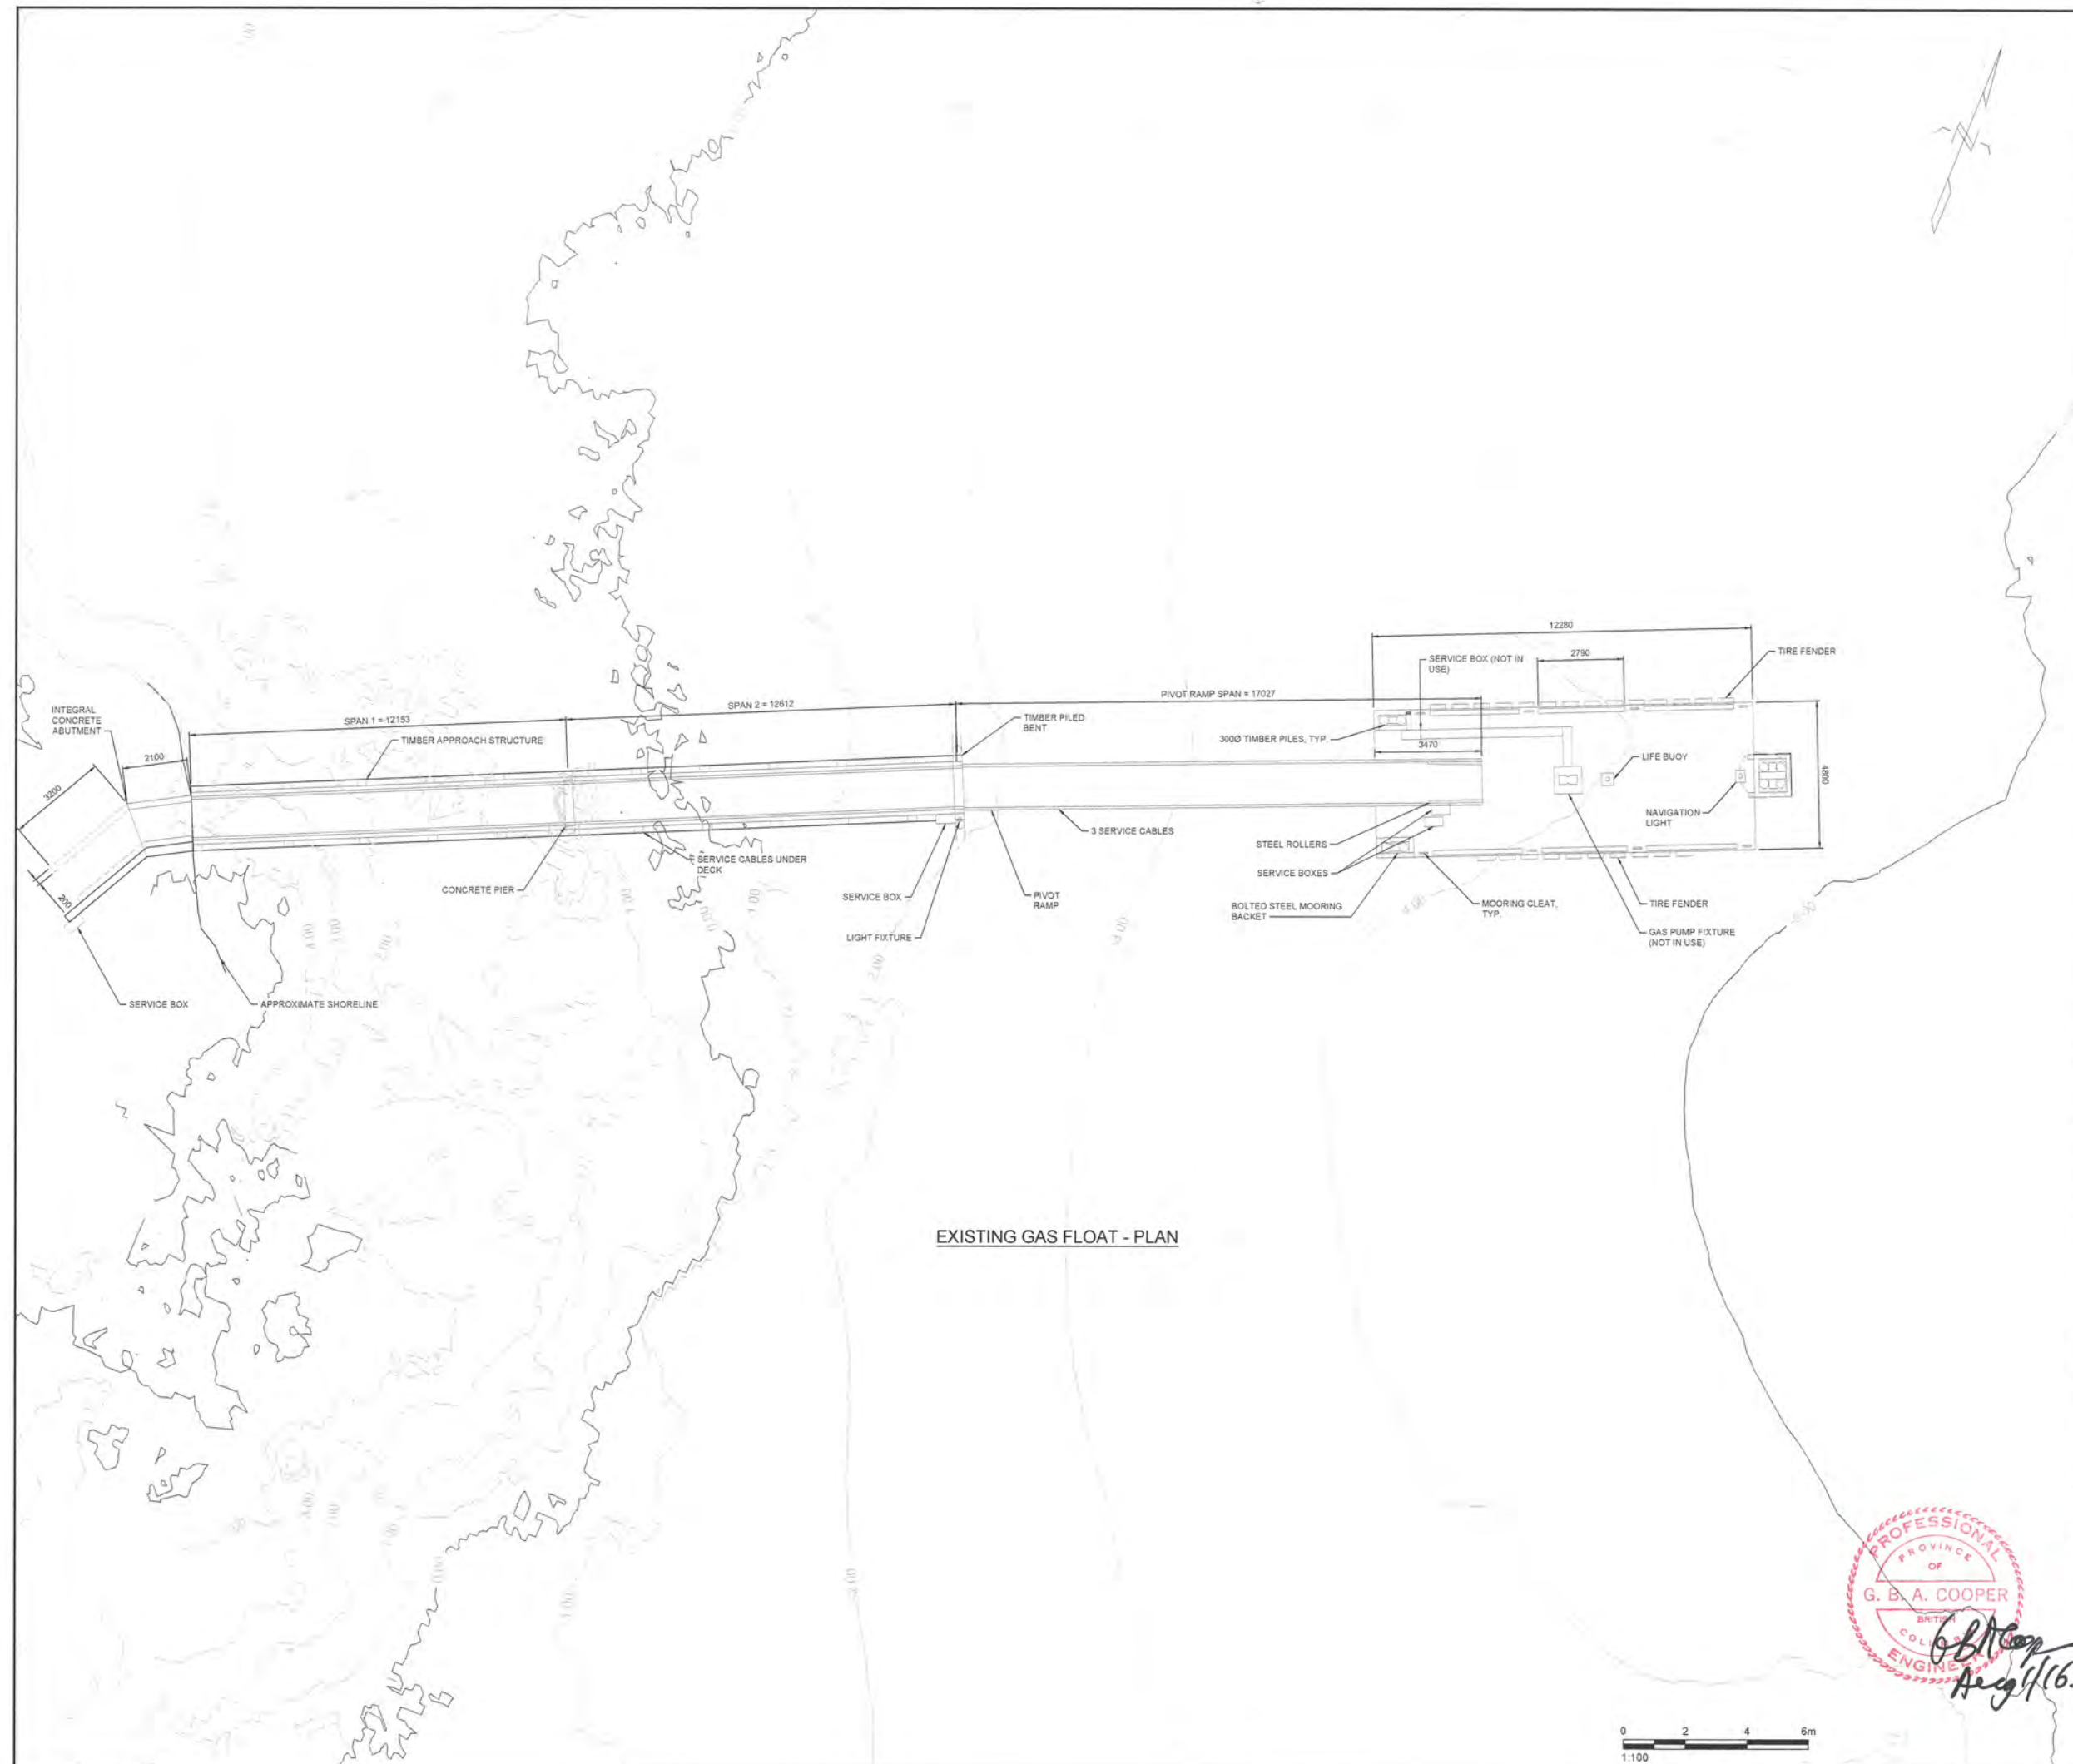 12280
SERVICE BOX (NOT IN
USE)
2790
TIRE FENDER
PIVOT RAMP SPAN = 17027
SPAN 2 = 12612
SPAN 1 = 12153
INTEGRAL
CONCRETE
ABUTMENT
TIMBER PILED
BENT
TIMBER APPROACH STRUCTURE
300Ø TIMBER PILES, TYP.
3470
2100
LIFE BUOY
4800
3200
NAVIGATION
LIGHT
3 SERVICE CABLES
STEEL ROLLERS
SERVICE CABLES UNDER
DECK
SERVICE BOXES
CONCRETE PIER
SERVICE BOX
PIVOT
RAMP
200
BOLTED STEEL MOORING
BACKET
MOORING CLEAT,
TYP.
TIRE FENDER
GAS PUMP FIXTURE
(NOT IN USE)
LIGHT FIXTURE
SERVICE BOX
APPROXIMATE SHORELINE
EXISTING GAS FLOAT - PLAN
PROFESSIONAL
PROVINCE
OF
G. B. A. COOPER
BRITISH
ENGINEER
Aug 1/16
0 2 4 6m
1:100